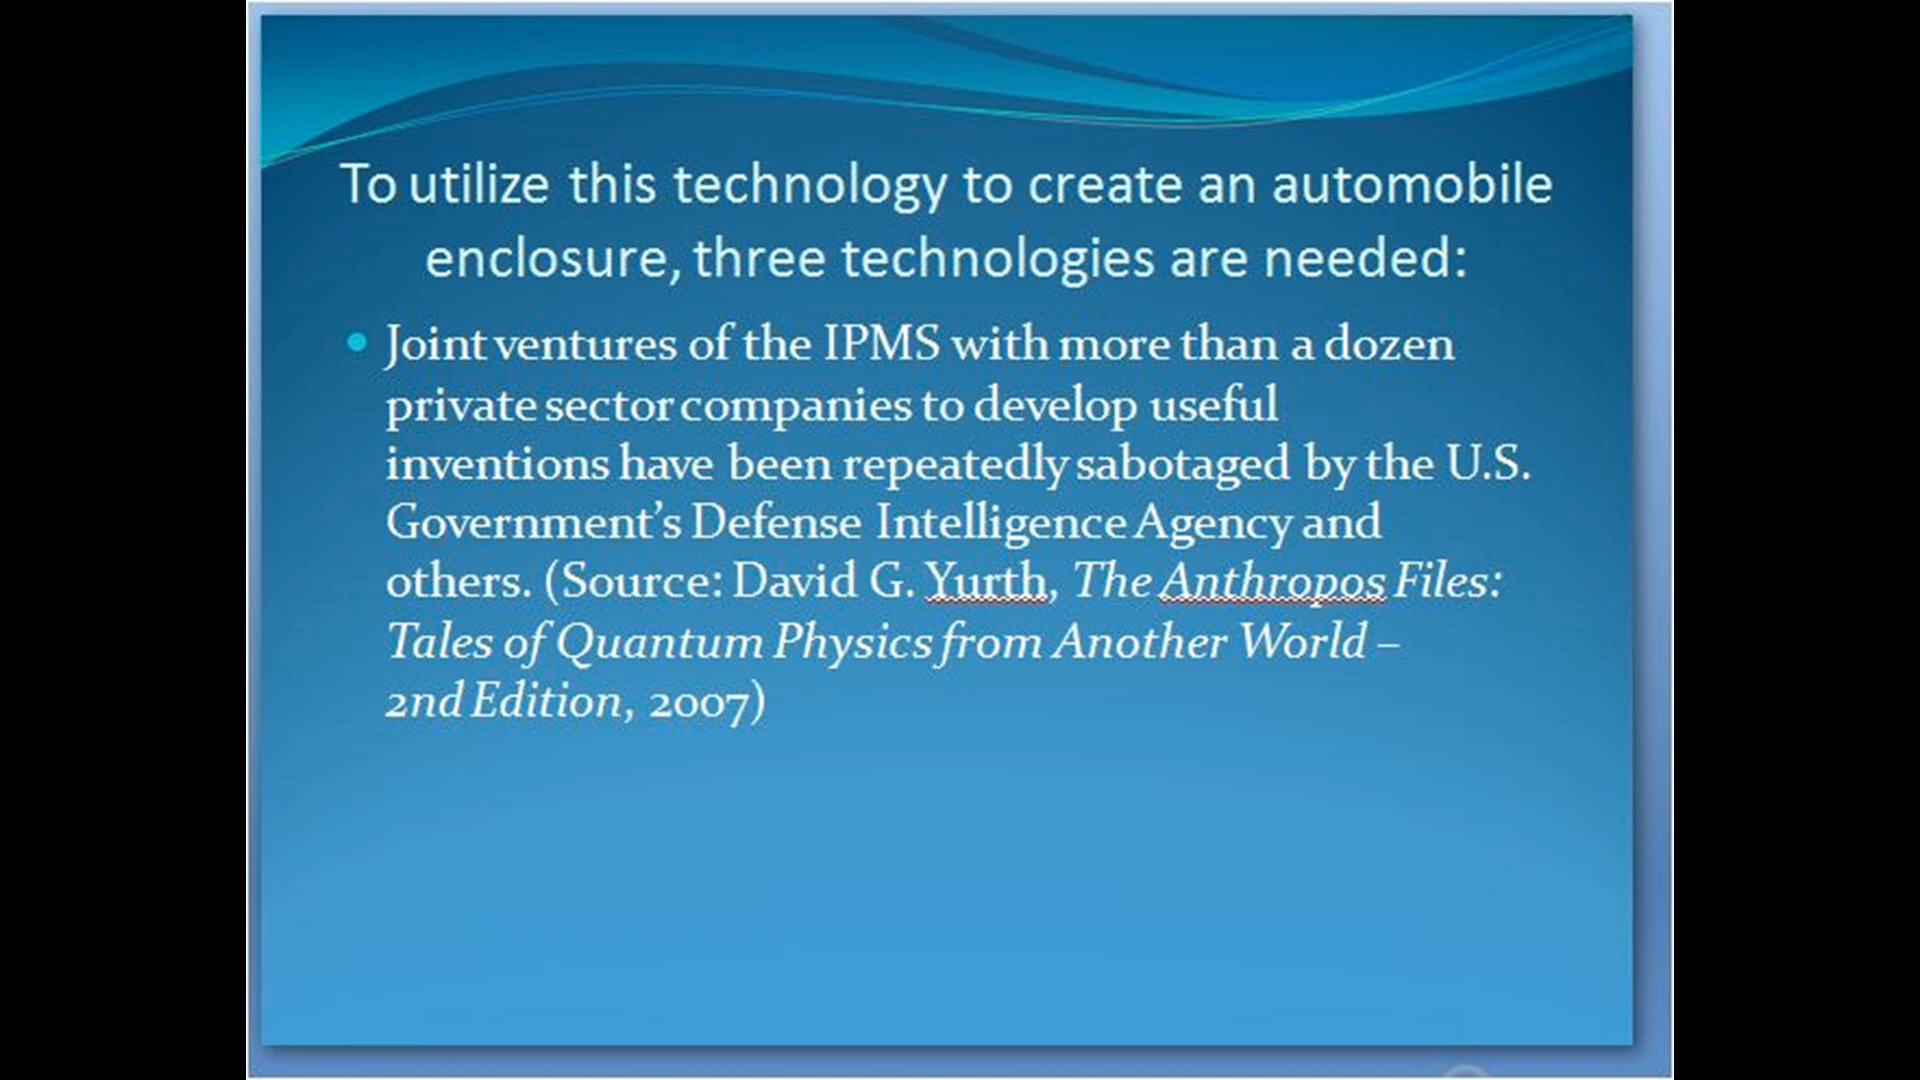 To utilize this technology to create an automobile
enclosure, three technologies are needed:
• Joint ventures of the IPMS with more than a dozen
private sector companies to develop useful
inventions have been repeatedly sabotaged by the U.S.
Government’s Defense Intelligence Agency and
others. (Source: David G. Yurth, The Anthropos Files:
Tales of Quantum Physics from Another World –
2nd Edition, 2007)